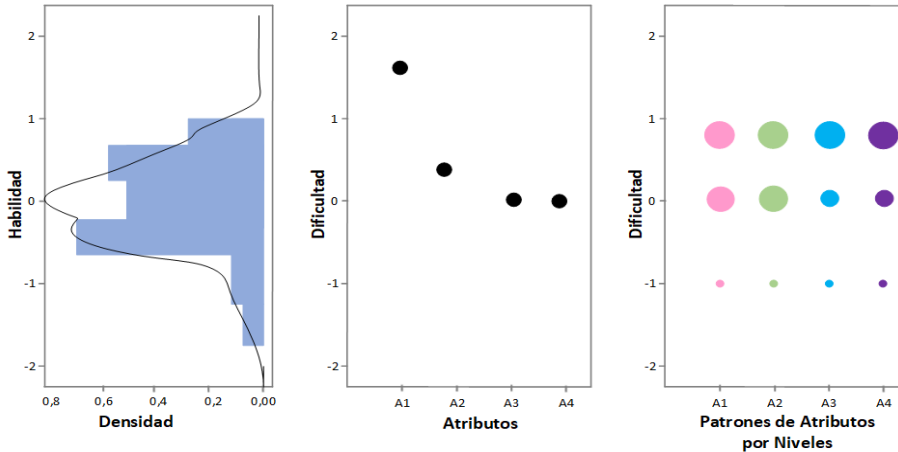 Habilidad
2
1
0
-1
-2
0,8
0,6
0,4
0,2
0,00
Densidad
Dificultad
2
1
0
-1
-2
A1
A2
A3
A4
Atributos
Dificultad
2
1
0
-1
-2
A1
A2
A3
A4
Patrones de Atributos
por Niveles